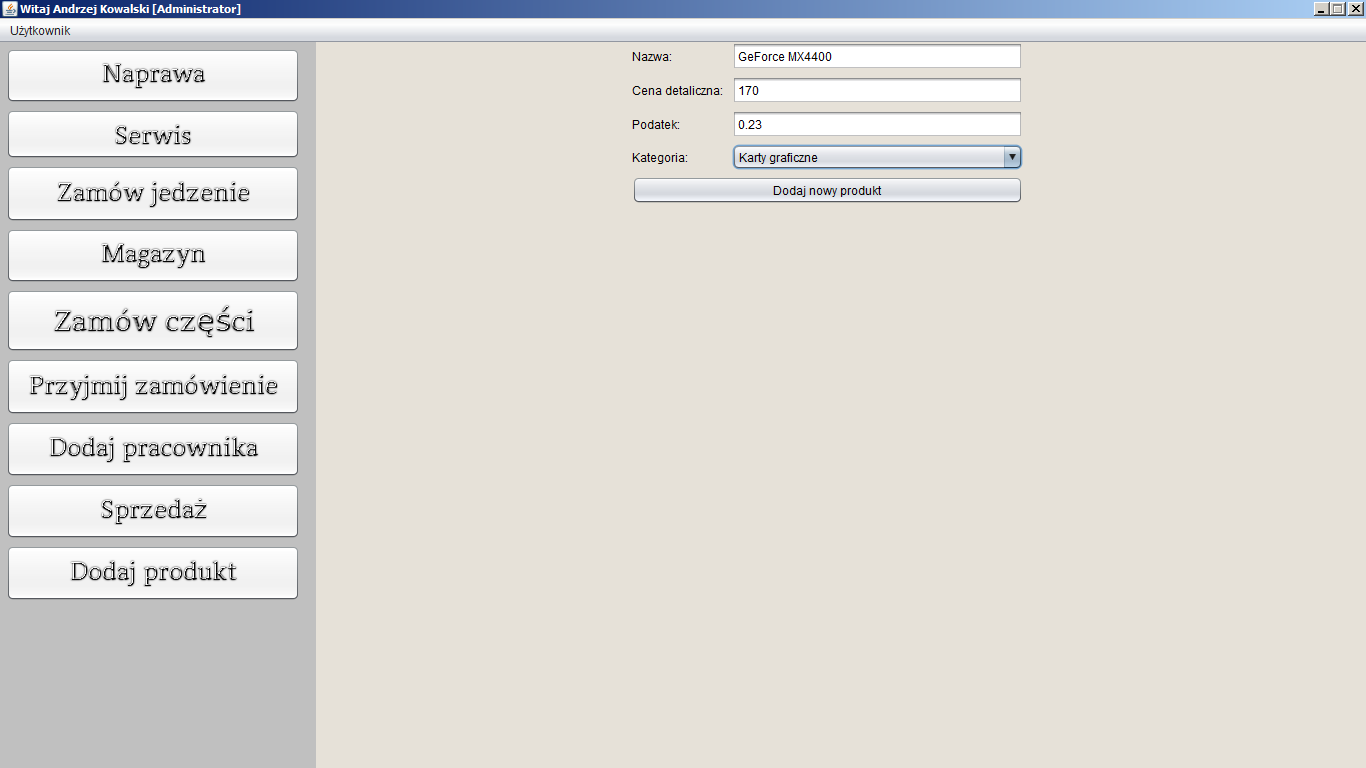 Witaj Andrzej Kowalski [Administrator]
Użytkownik
Naprawa
Serwis
Zamów jedzenie
Magazyn
Zamów części
Przyjmij zamówienie
Dodaj pracownika
Sprzedaż
Dodaj produkt
Nazwa: GeForce MX4400
Cena detaliczna: 170
Podatek: 0.23
Kategoria: Karty graficzne
Dodaj nowy produkt